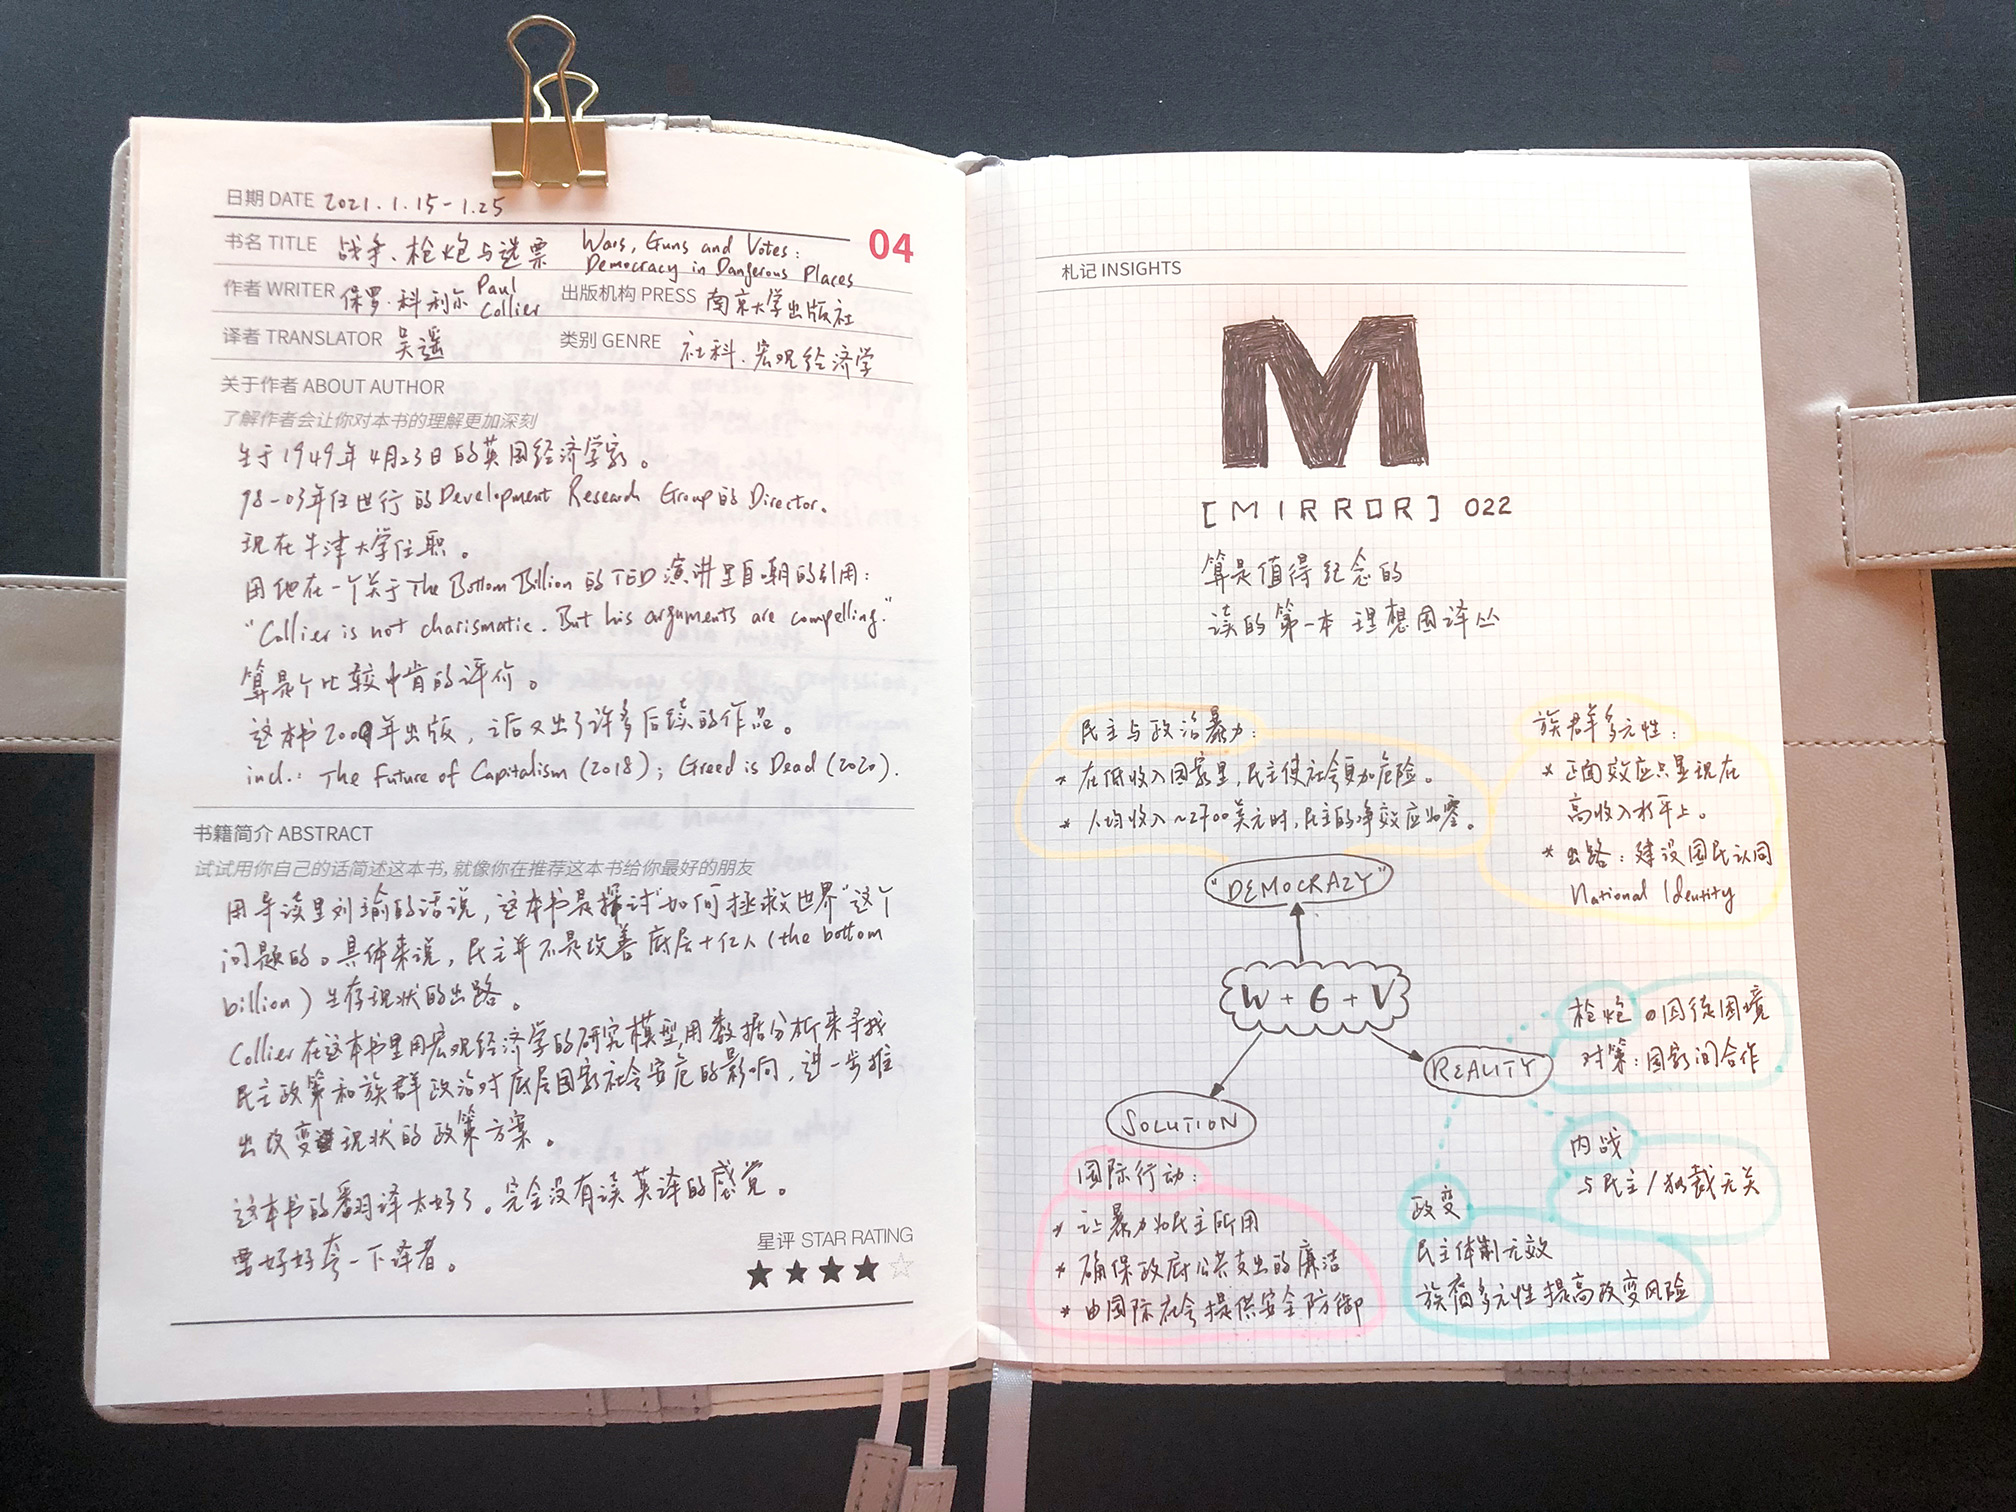 日期 DATE 2021.1.15-1.25
04
书名 TITLE 战争、枪炮与选票 Wars, Guns and Votes:
Democracy in Dangerous Places
作者 WRITER 保罗·科利尔 Paul Collier 出版机构 PRESS 南京大学出版社
译者 TRANSLATOR 吴遥 类别 GENRE 社科、宏观经济学
关于作者 ABOUT AUTHOR
了解作者会让你对本书的理解更加深刻
生于1949年4月23日的英国经济学家。
98-03年任世行的Development Research Group的Director.
现在牛津大学任职。
用他在一个关于The Bottom Billion的TED演讲里自嘲的引用：
"Collier is not charismatic. But his arguments are compelling."
算是个比较中肯的评价。
这本书2009年出版，之后又出了许多后续的作品。
incl.: The Future of Capitalism (2018); Greed is Dead (2020).
书籍简介 ABSTRACT
试试用你自己的话简述这本书，就像你在推荐这本书给你最好的朋友
用导读里刘瑜的话说，这本书是探讨"如何拯救世界"这个
问题的。具体来说，民主并不是改善底层十亿人（the bottom
billion）生存现状的出路。
Collier在这本书里用宏观经济学的研究模型，用数据分析来寻找
民主政策和族群政治对底层国家社会安危的影响，进一步推
出改变现状的政策方案。
这本书的翻译太好了。完全没有读英译的感觉。
要好好夸一下译者。
星评 STAR RATING
札记 INSIGHTS
M
[MIRROR] 022
算是值得纪念的
读的第一本理想国译丛
民主与政治暴力：
* 在低收入国家里，民主使社会更加危险。
* 人均收入~2700美元时，民主的净效应为零。
族群多元性：
* 正面效应只显现在
高收入水平上。
* 出路：建设国民认同
National Identity
"DEMOCRAZY"
W+G+V
REALITY
SOLUTION
枪炮 囚徒困境
对策：国家间合作
内战
与民主/独裁无关
政变
民主体制无效
族裔多元性提高政变风险
国际行动：
* 让暴力为民主所用
* 确保政府公共支出的廉洁
* 由国际社会提供安全防御